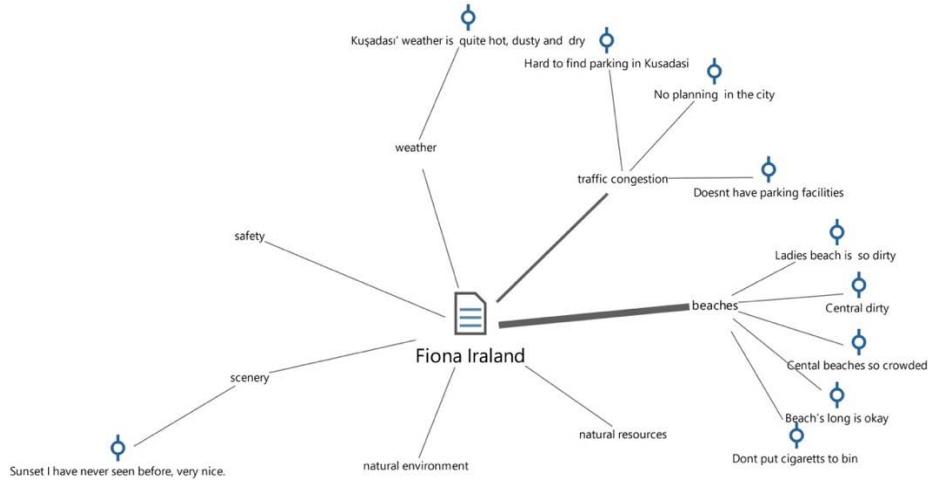 Kuşadası' weather is quite hot, dusty and dry
Hard to find parking in Kusadasi
No planning in the city
weather
traffic congestion
Doesnt have parking facilities
safety
Ladies beach is so dirty
beaches
Central dirty
Fiona Iraland
Cental beaches so crowded
scenery
Beach's long is okay
natural resources
Dont put cigaretts to bin
natural environment
Sunset I have never seen before, very nice.